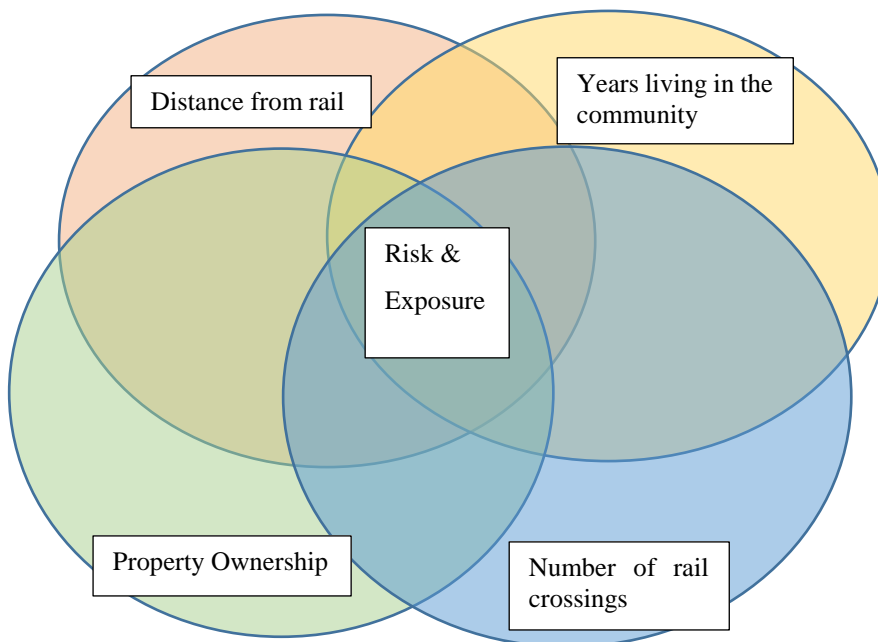 Distance from rail
Years living in the
community
Risk &
Exposure
Property Ownership
Number of rail
crossings